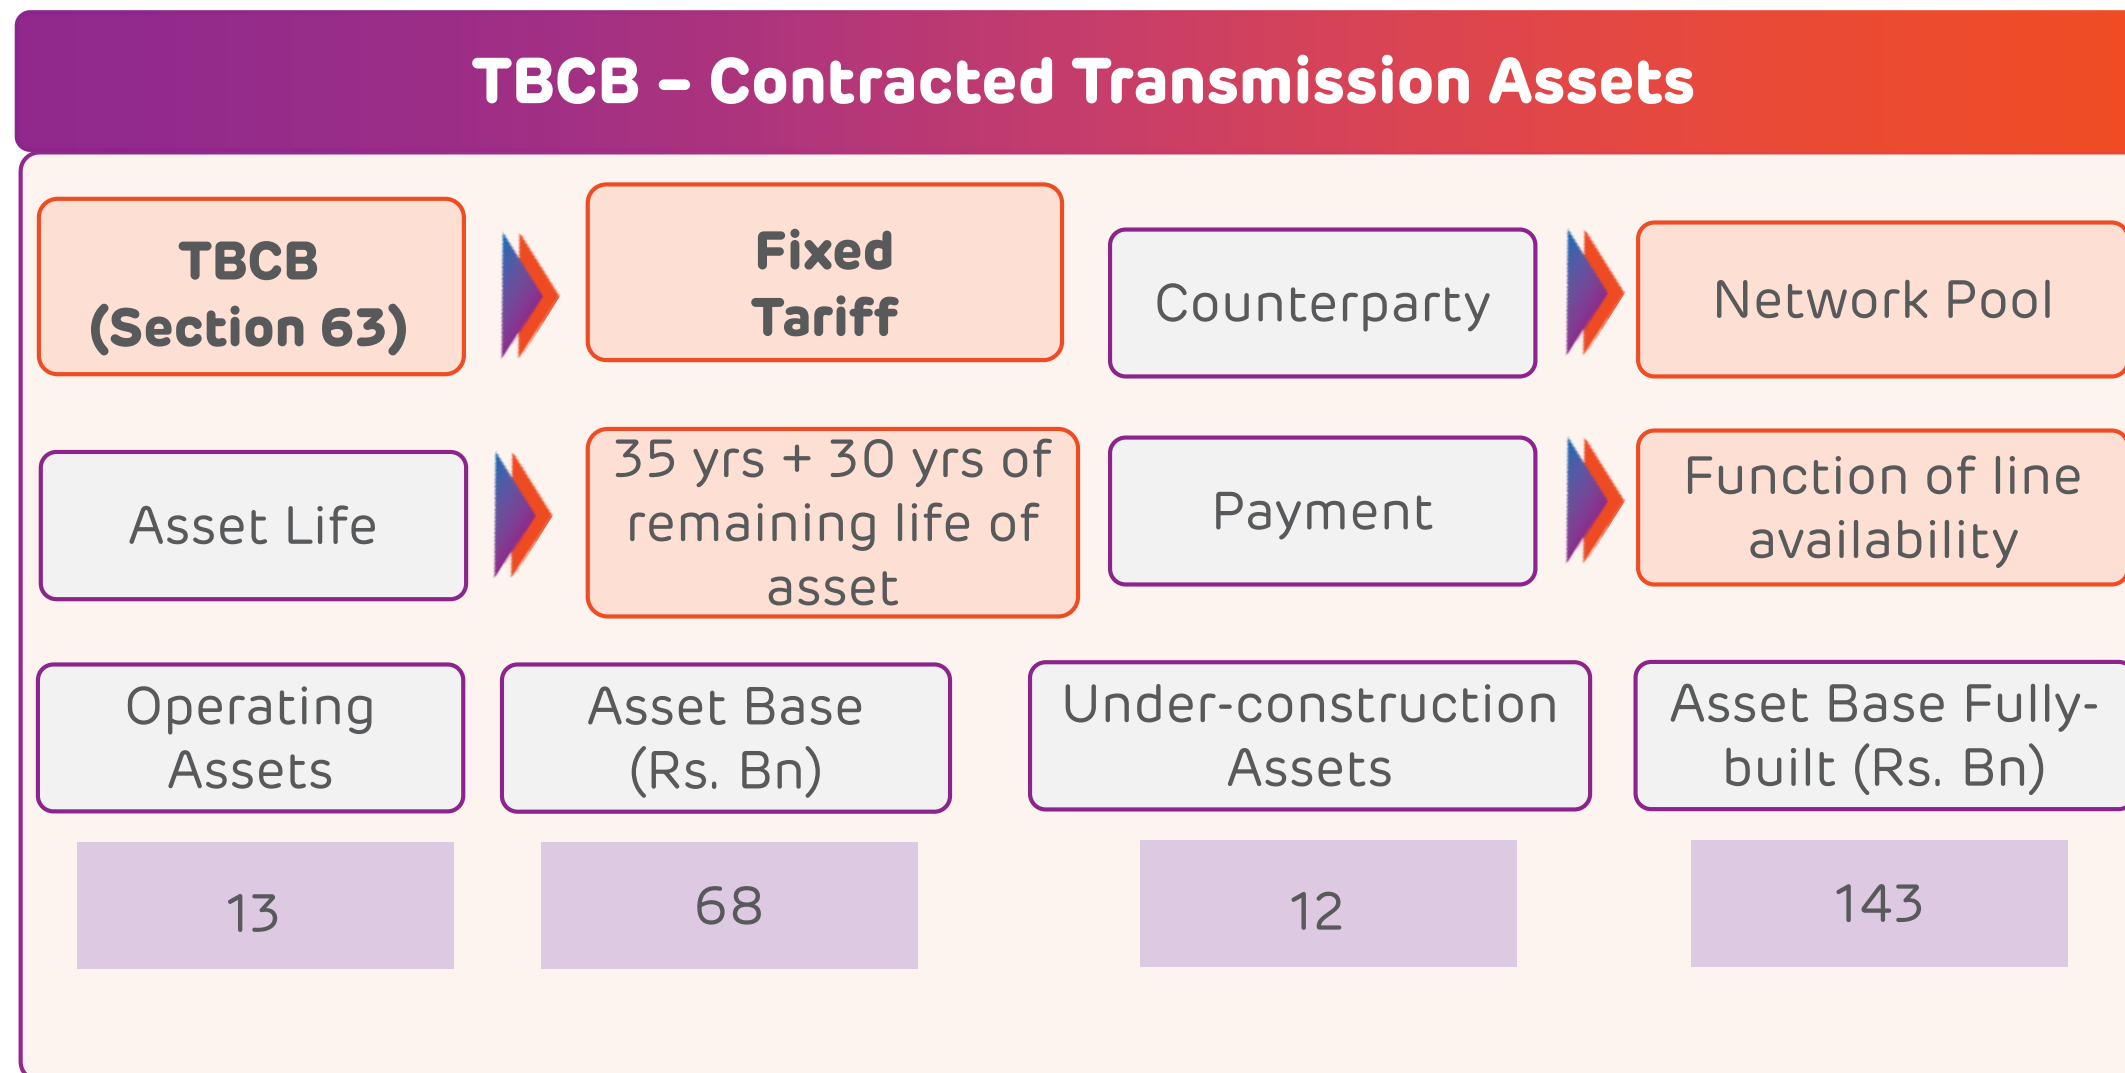 TBCB – Contracted Transmission Assets
TBCB
(Section 63)
Fixed
Tariff
Counterparty
Network Pool
Asset Life
35 yrs + 30 yrs of
remaining life of
asset
Payment
Function of line
availability
Operating
Assets
Asset Base
(Rs. Bn)
Under-construction
Assets
Asset Base Fully-
built (Rs. Bn)
13
68
12
143